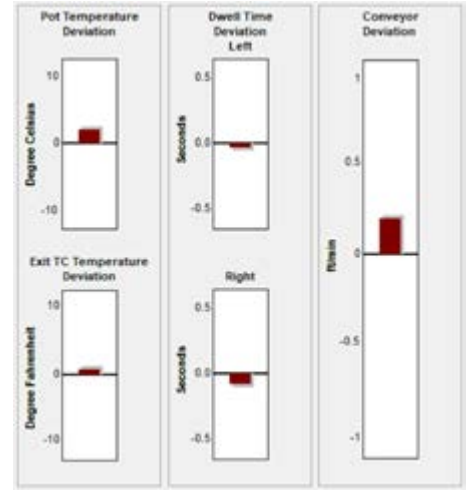 Pot Temperature
Deviation
10
0
-10
Degree Celsius
Exit TC Temperature
Deviation
10
0
-10
Degree Fahrenheit
Dwell Time
Deviation
Left
0.5
0.0
-0.5
Seconds
Right
0.5
0.0
-0.5
Seconds
Conveyor
Deviation
1
0.5
0
-0.5
-1
ft/min